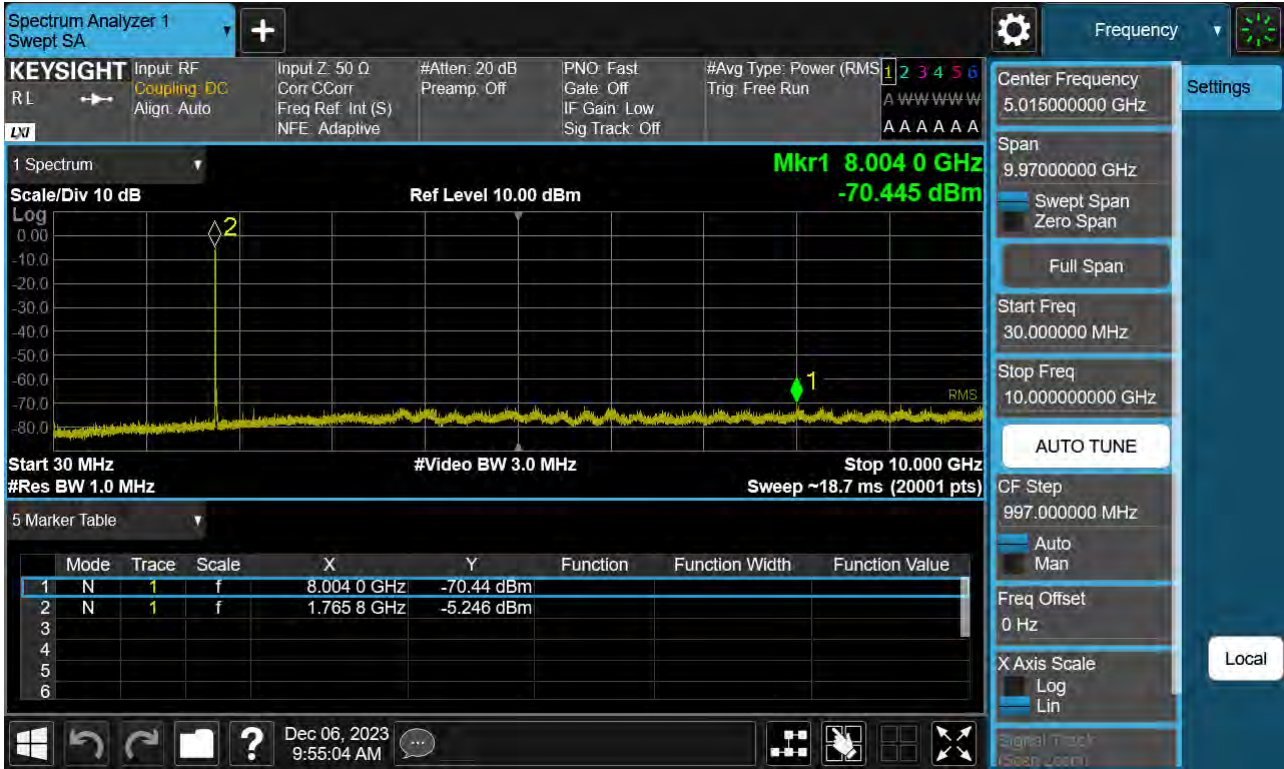 Spectrum Analyzer 1
Swept SA
Frequency
KEYSIGHT
R L
LXI
Input: RF
Coupling: DC
Align: Auto
Input Z: 50 Ω
Corr CCorr
Freq Ref: Int (S)
NFE: Adaptive
#Atten: 20 dB
Preamp: Off
PNO: Fast
Gate: Off
IF Gain: Low
Sig Track: Off
#Avg Type: Power (RMS
Trig: Free Run
1 2 3 4 5 6
A W W W W W
A A A A A A
1 Spectrum
Mkr1 8.004 0 GHz
Scale/Div 10 dB
Ref Level 10.00 dBm
-70.445 dBm
Log
0.00
-10.0
-20.0
-30.0
-40.0
-50.0
-60.0
-70.0
-80.0
2
1
RMS
Start 30 MHz
#Video BW 3.0 MHz
Stop 10.000 GHz
#Res BW 1.0 MHz
Sweep ~18.7 ms (20001 pts)
5 Marker Table
Mode Trace Scale X Y Function Function Width Function Value
1 N 1 f 8.004 0 GHz -70.44 dBm
2 N 1 f 1.765 8 GHz -5.246 dBm
3
4
5
6
Dec 06, 2023
9:55:04 AM
Center Frequency
5.015000000 GHz
Settings
Span
9.97000000 GHz
Swept Span
Zero Span
Full Span
Start Freq
30.000000 MHz
Stop Freq
10.000000000 GHz
AUTO TUNE
CF Step
997.000000 MHz
Auto
Man
Freq Offset
0 Hz
X Axis Scale
Log
Lin
Local
Signal Track
(Span Zoom)